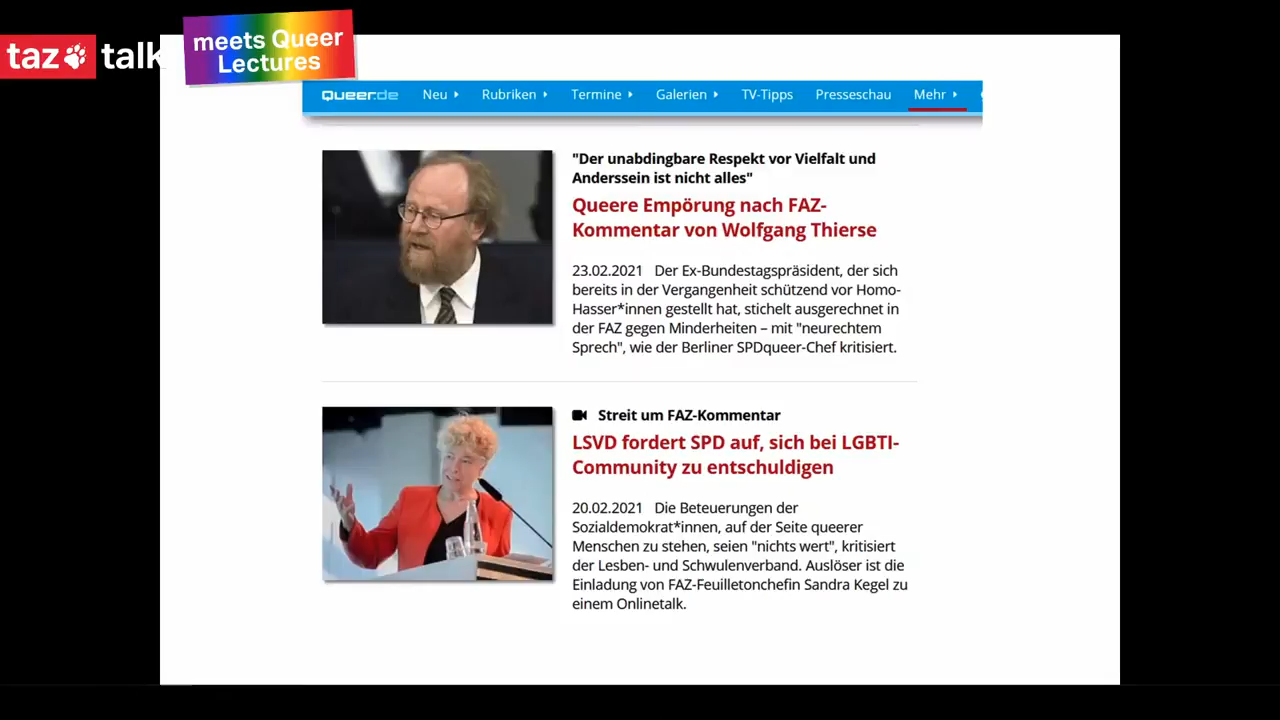 taz talk
meets Queer
Lectures
Queer.de Neu Rubriken Termine Galerien TV-Tipps Presseschau Mehr
"Der unabdingbare Respekt vor Vielfalt und
Anderssein ist nicht alles"
Queere Empörung nach FAZ-
Kommentar von Wolfgang Thierse
23.02.2021 Der Ex-Bundestagspräsident, der sich
bereits in der Vergangenheit schützend vor Homo-
Hasser*innen gestellt hat, stichelt ausgerechnet in
der FAZ gegen Minderheiten – mit "neurechtem
Sprech", wie der Berliner SPDqueer-Chef kritisiert.
Streit um FAZ-Kommentar
LSVD fordert SPD auf, sich bei LGBTI-
Community zu entschuldigen
20.02.2021 Die Beteuerungen der
Sozialdemokrat*innen, auf der Seite queerer
Menschen zu stehen, seien "nichts wert", kritisiert
der Lesben- und Schwulenverband. Auslöser ist die
Einladung von FAZ-Feuilletonchefin Sandra Kegel zu
einem Onlinetalk.